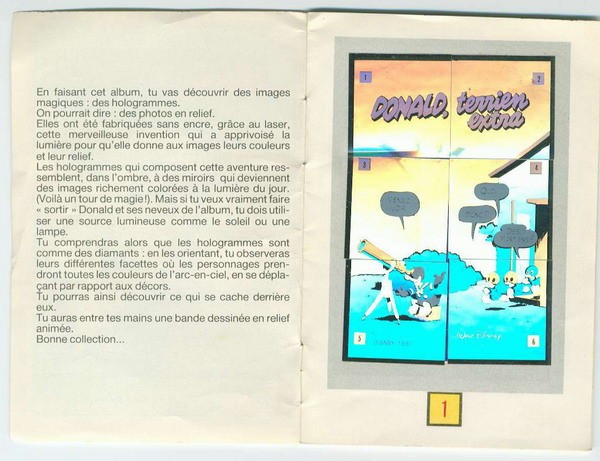 En faisant cet album, tu vas découvrir des images
magiques : des hologrammes.
On pourrait dire : des photos en relief.
Elles ont été fabriquées sans encre, grâce au laser,
cette merveilleuse invention qui a apprivoisé la
lumière pour qu'elle donne aux images leurs couleurs
et leur relief.
Les hologrammes qui composent cette aventure res-
semblent, dans l'ombre, à des miroirs qui deviennent
des images richement colorées à la lumière du jour.
(Voilà un tour de magie!). Mais si tu veux vraiment faire
« sortir » Donald et ses neveux de l'album, tu dois utili-
ser une source lumineuse comme le soleil ou une
lampe.
Tu comprendras alors que les hologrammes sont
comme des diamants : en les orientant, tu observeras
leurs différentes facettes où les personnages pren-
dront toutes les couleurs de l'arc-en-ciel, en se dépla-
çant par rapport aux décors.
Tu pourras ainsi découvrir ce qui se cache derrière
eux.
Tu auras entre tes mains une bande dessinée en relief
animée.
Bonne collection...
1
2
DONALD, terrien
extra
3
4
VENEZ
5
6
Walt Disney
1